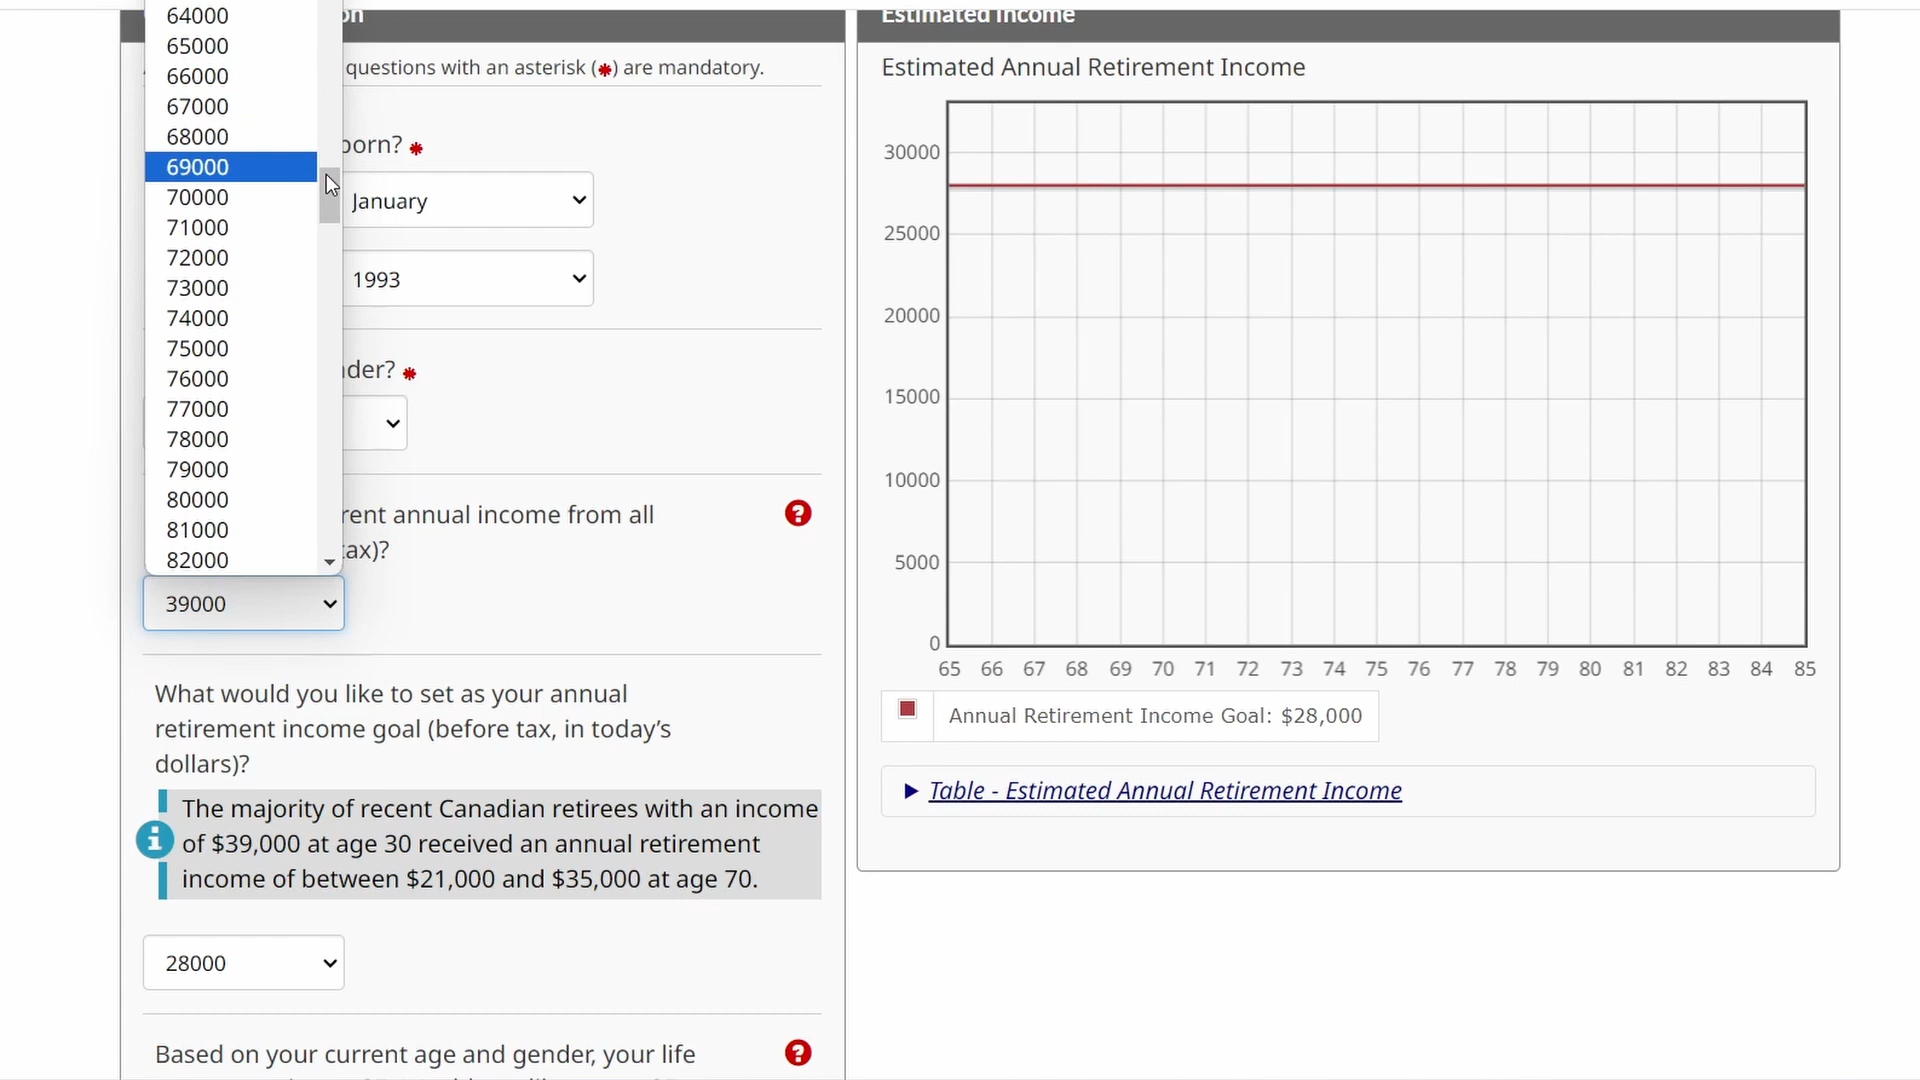 64000
65000
66000
67000
68000
69000
70000
71000
72000
73000
74000
75000
76000
77000
78000
79000
80000
81000
82000
questions with an asterisk (✱) are mandatory.
born? ✱
January
1993
nder? ✱
rent annual income from all
tax)?
39000
What would you like to set as your annual
retirement income goal (before tax, in today’s
dollars)?
The majority of recent Canadian retirees with an income
of $39,000 at age 30 received an annual retirement
income of between $21,000 and $35,000 at age 70.
28000
Based on your current age and gender, your life
Estimated Income
Estimated Annual Retirement Income
30000
25000
20000
15000
10000
5000
0
65 66 67 68 69 70 71 72 73 74 75 76 77 78 79 80 81 82 83 84 85
Annual Retirement Income Goal: $28,000
Table - Estimated Annual Retirement Income